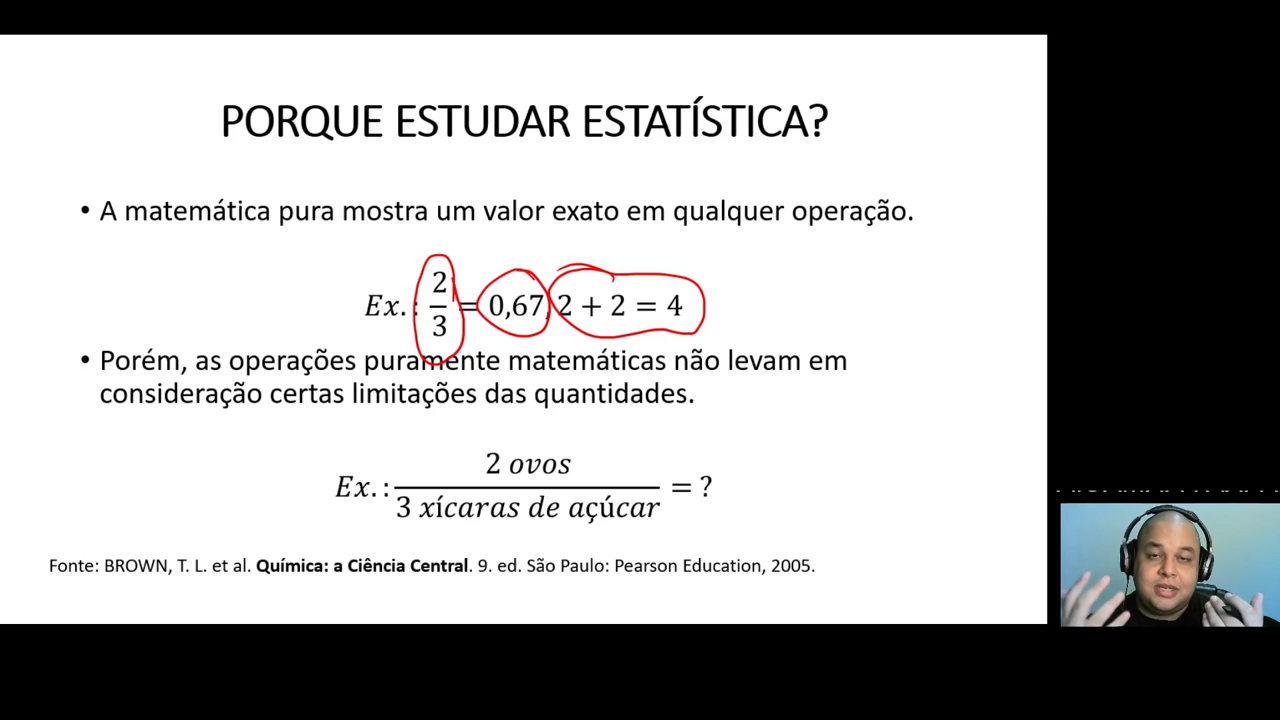 PORQUE ESTUDAR ESTATÍSTICA?
• A matemática pura mostra um valor exato em qualquer operação.
Ex.: 2/3 = 0,67, 2 + 2 = 4
• Porém, as operações puramente matemáticas não levam em
consideração certas limitações das quantidades.
Ex.: 2 ovos / 3 xícaras de açúcar = ?
Fonte: BROWN, T. L. et al. Química: a Ciência Central. 9. ed. São Paulo: Pearson Education, 2005.